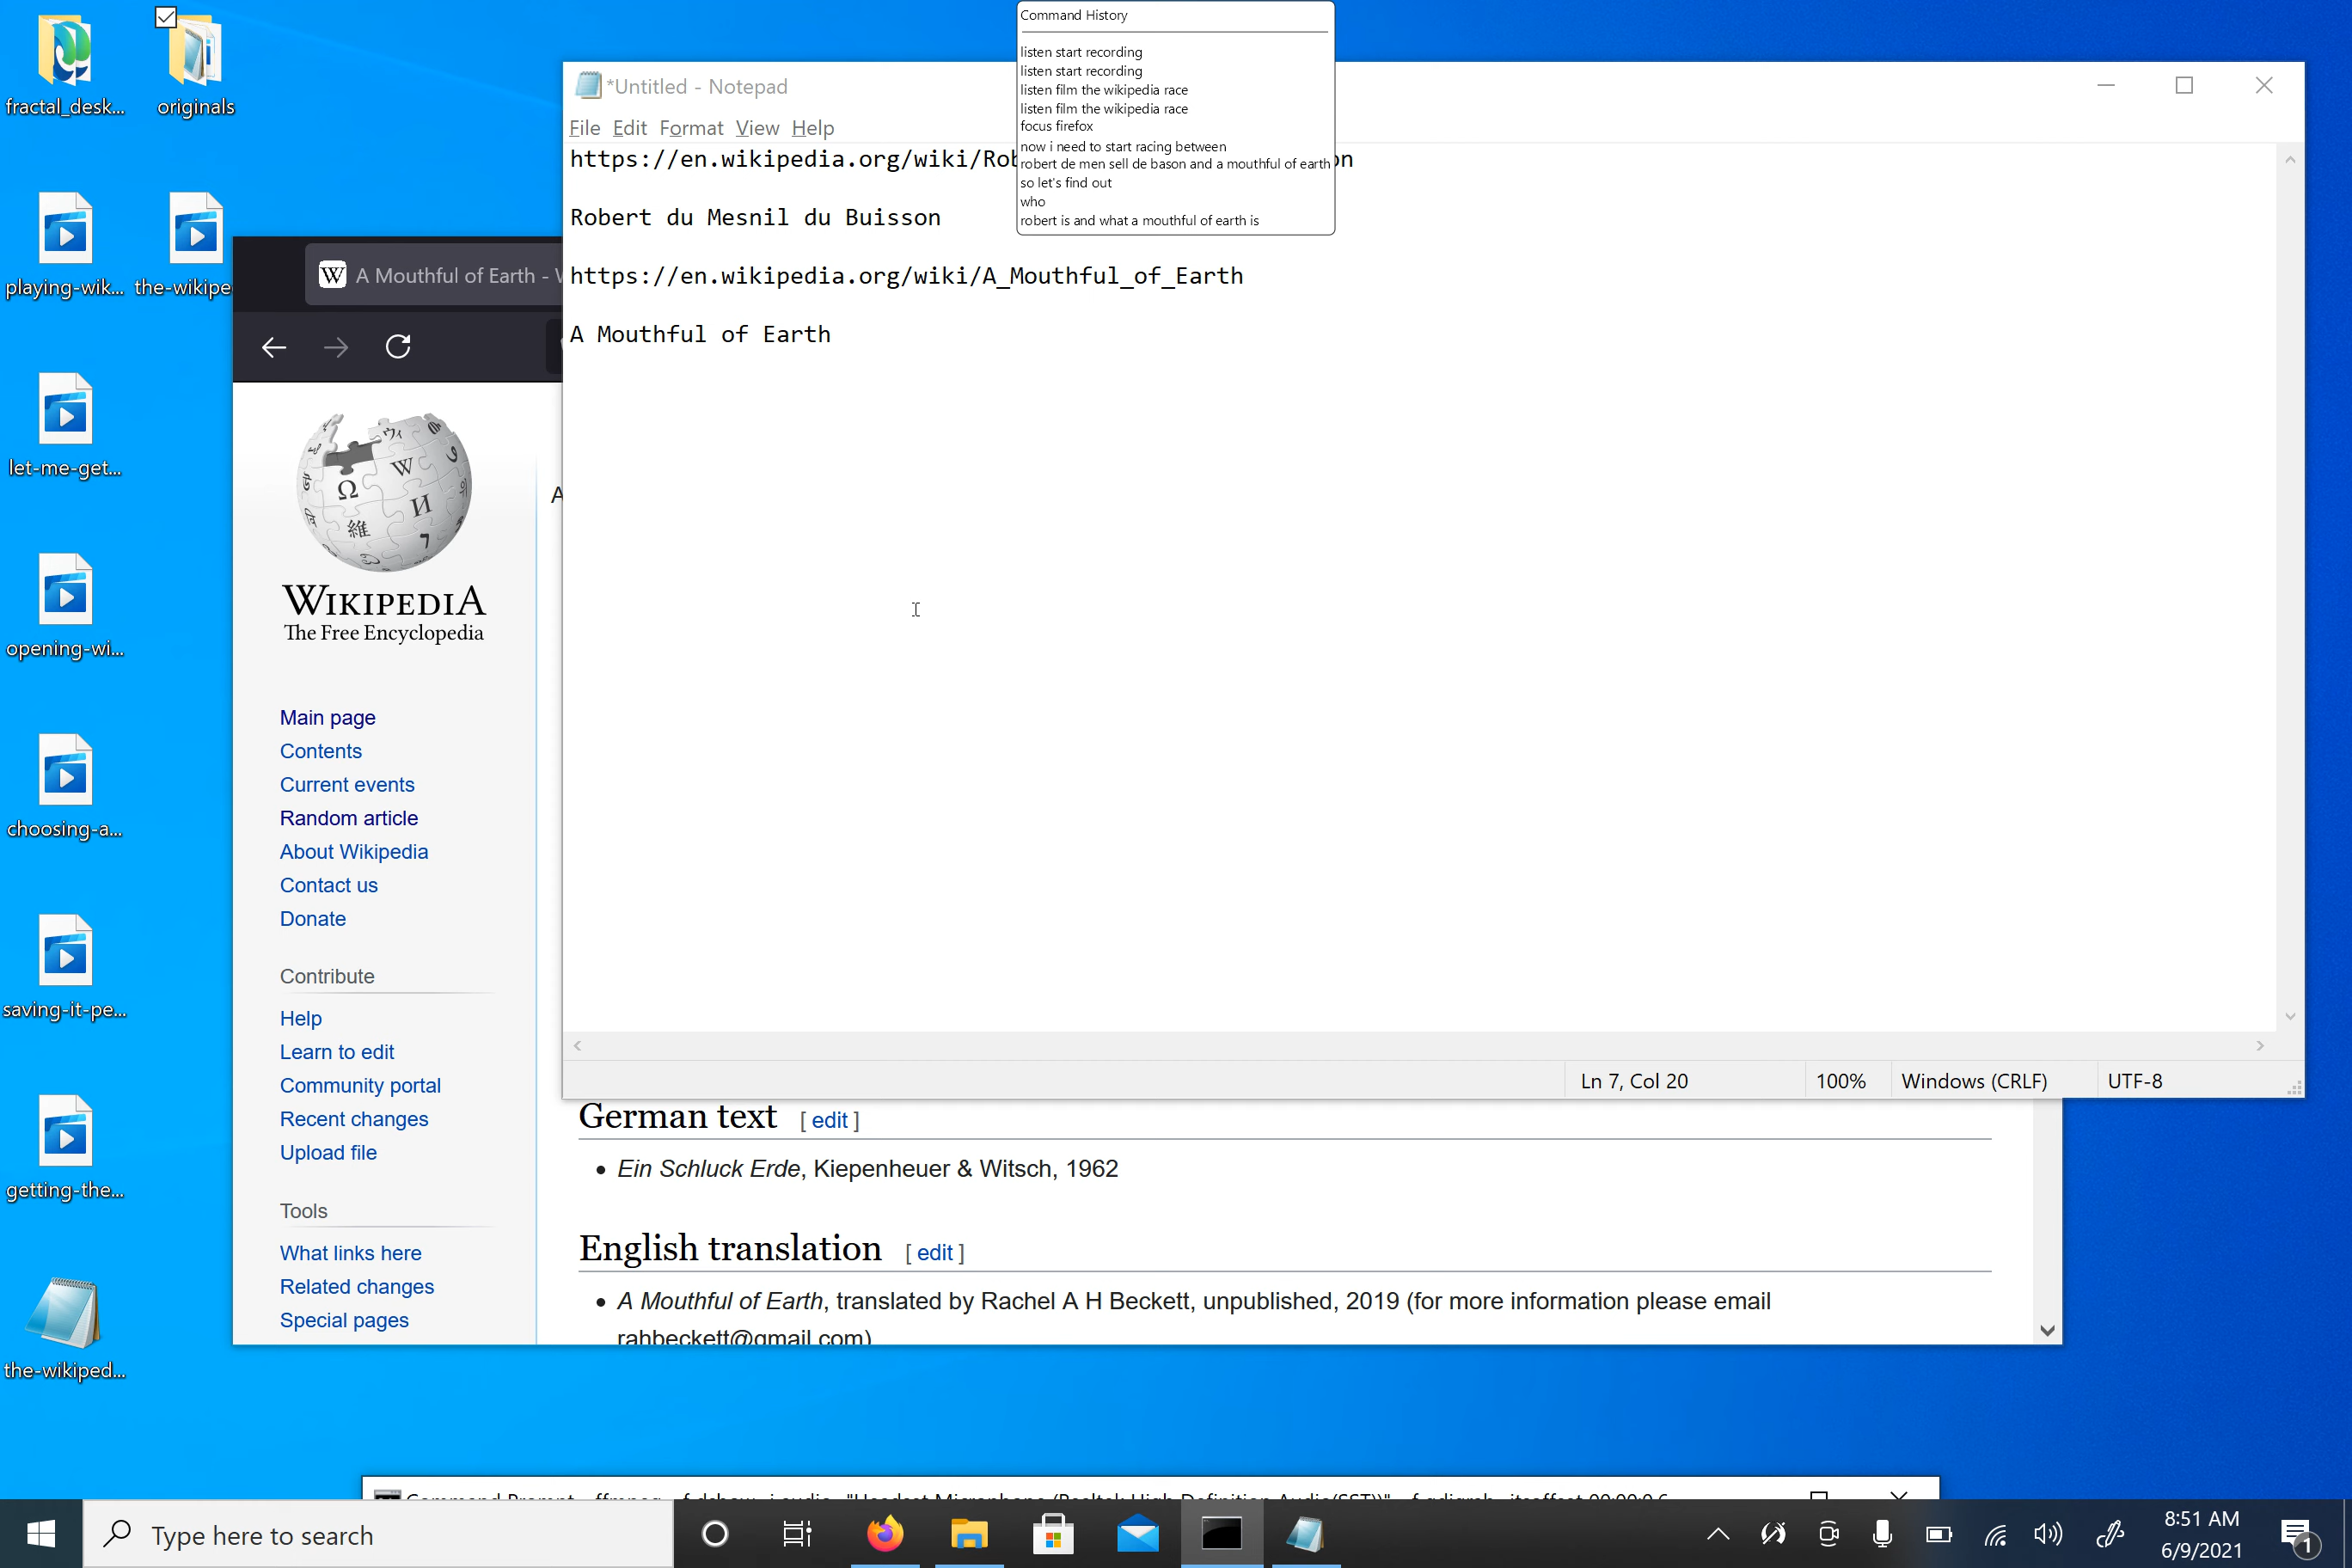 Command History
listen start recording
listen start recording
listen film the wikipedia race
listen film the wikipedia race
focus firefox
now i need to start racing between
robert de men sell de bason and a mouthful of earth
so let's find out
who
robert is and what a mouthful of earth is
fractal_desk...
originals
playing-wik...
the-wikipe
let-me-get...
opening-wi...
choosing-a...
saving-it-pe...
getting-the...
the-wikiped...
*Untitled - Notepad
File Edit Format View Help
https://en.wikipedia.org/wiki/Rob on
Robert du Mesnil du Buisson
https://en.wikipedia.org/wiki/A_Mouthful_of_Earth
A Mouthful of Earth
Ln 7, Col 20
100%
Windows (CRLF)
UTF-8
W A Mouthful of Earth - W
WIKIPEDIA
The Free Encyclopedia
A
Main page
Contents
Current events
Random article
About Wikipedia
Contact us
Donate
Contribute
Help
Learn to edit
Community portal
Recent changes
Upload file
Tools
What links here
Related changes
Special pages
German text [ edit ]
• Ein Schluck Erde, Kiepenheuer & Witsch, 1962
English translation [ edit ]
• A Mouthful of Earth, translated by Rachel A H Beckett, unpublished, 2019 (for more information please email
rahbeckett@gmail.com)
Type here to search
8:51 AM
6/9/2021
1